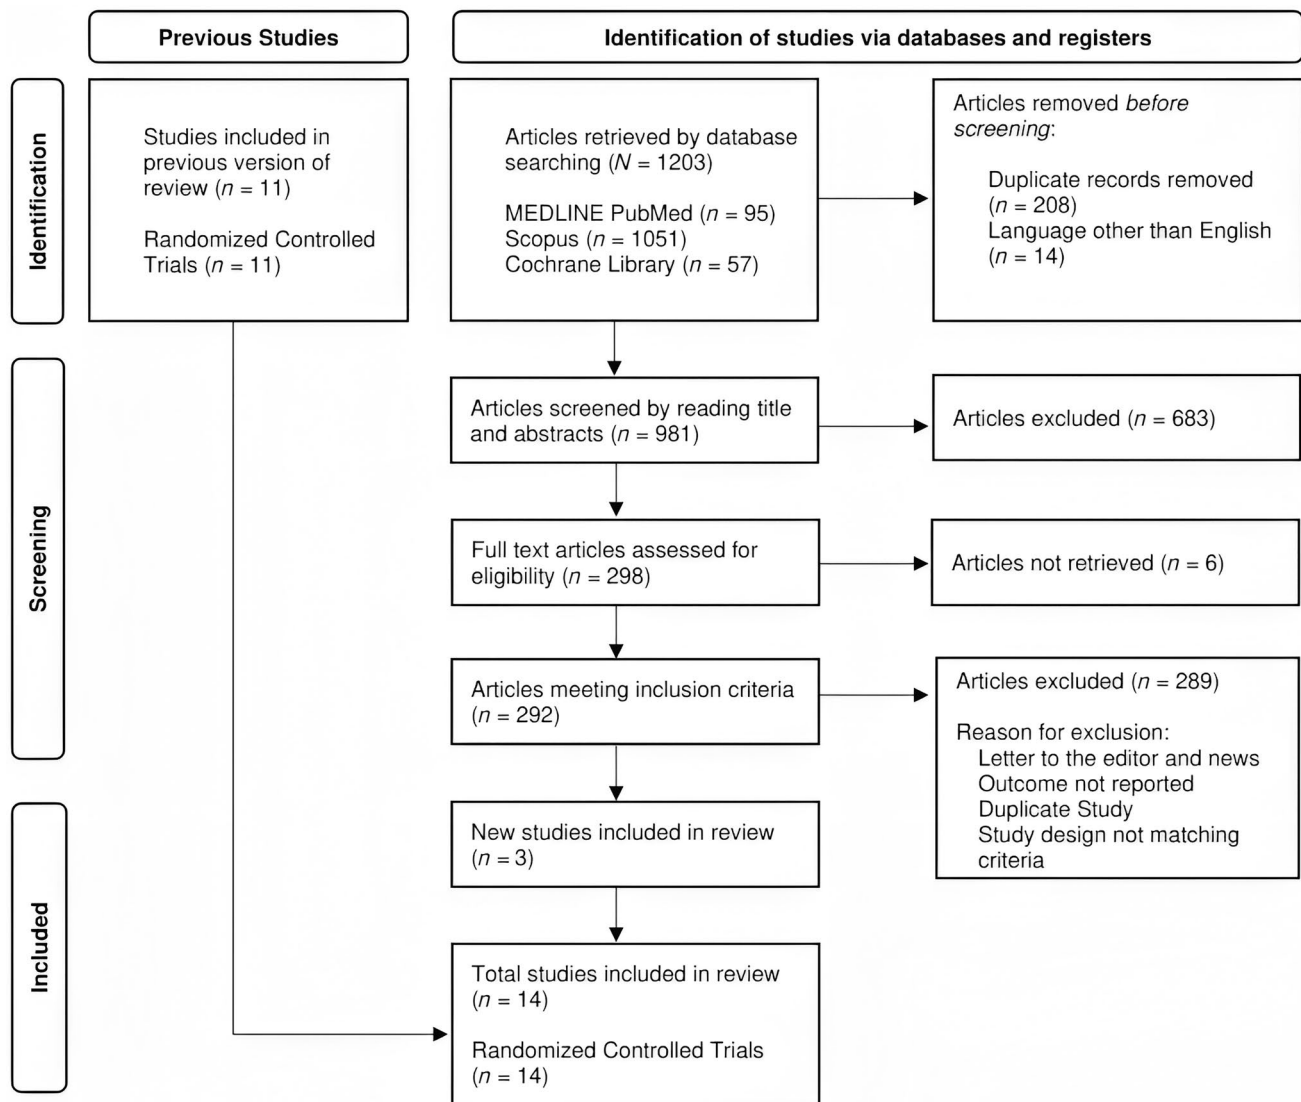 Previous Studies
Identification of studies via databases and registers
Identification
Studies included in
previous version of
review (n = 11)
Randomized Controlled
Trials (n = 11)
Articles retrieved by database
searching (N = 1203)
MEDLINE PubMed (n = 95)
Scopus (n = 1051)
Cochrane Library (n = 57)
Articles removed before
screening:
Duplicate records removed
(n = 208)
Language other than English
(n = 14)
Screening
Articles screened by reading title
and abstracts (n = 981)
Articles excluded (n = 683)
Full text articles assessed for
eligibility (n = 298)
Articles not retrieved (n = 6)
Articles meeting inclusion criteria
(n = 292)
Articles excluded (n = 289)
Reason for exclusion:
Letter to the editor and news
Outcome not reported
Duplicate Study
Study design not matching
criteria
Included
New studies included in review
(n = 3)
Total studies included in review
(n = 14)
Randomized Controlled Trials
(n = 14)